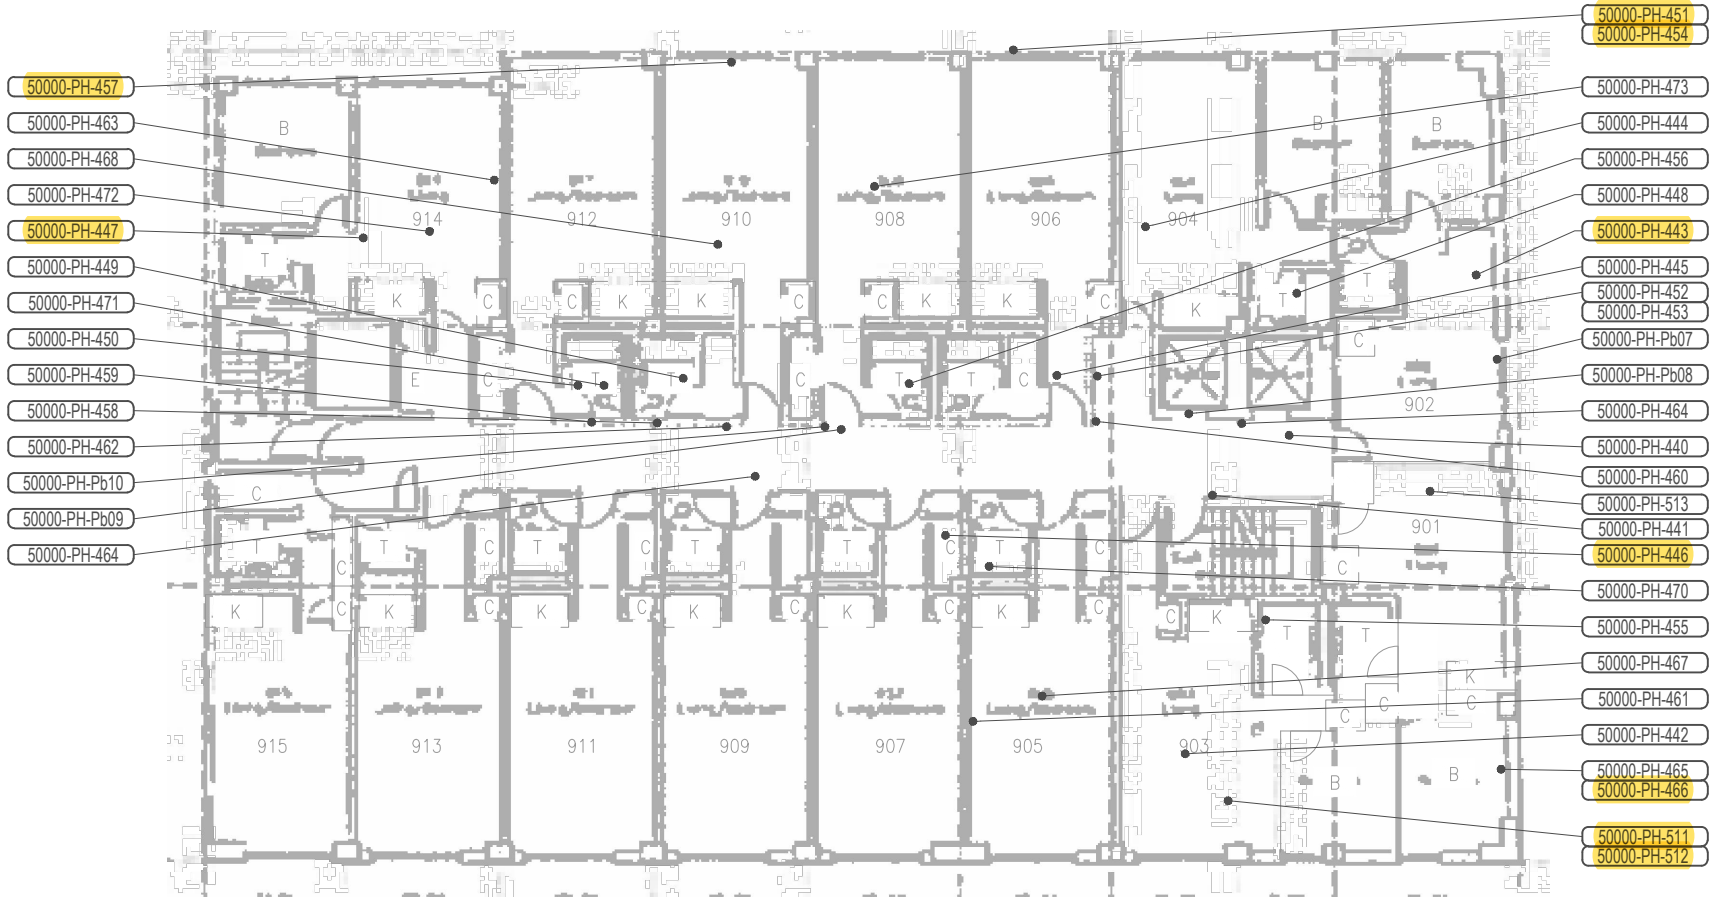 50000-PH-451
50000-PH-454
50000-PH-457
50000-PH-463
50000-PH-468
50000-PH-472
50000-PH-447
50000-PH-449
50000-PH-471
50000-PH-450
50000-PH-459
50000-PH-458
50000-PH-462
50000-PH-Pb10
50000-PH-Pb09
50000-PH-464
50000-PH-473
50000-PH-444
50000-PH-456
50000-PH-448
50000-PH-443
50000-PH-445
50000-PH-452
50000-PH-453
50000-PH-Pb07
50000-PH-Pb08
50000-PH-464
50000-PH-440
50000-PH-460
50000-PH-513
50000-PH-441
50000-PH-446
50000-PH-470
50000-PH-455
50000-PH-467
50000-PH-461
50000-PH-442
50000-PH-465
50000-PH-466
50000-PH-511
50000-PH-512
B B B
914 912 910 908 906 904
T T T
K C C K K C C K K C K
C
E C T T C T T C
902
C
901
T T C T C T C T C T C
C C
K C K C K C K C K C K C C K T T
K
C C C
915 913 911 909 907 905 903
B B